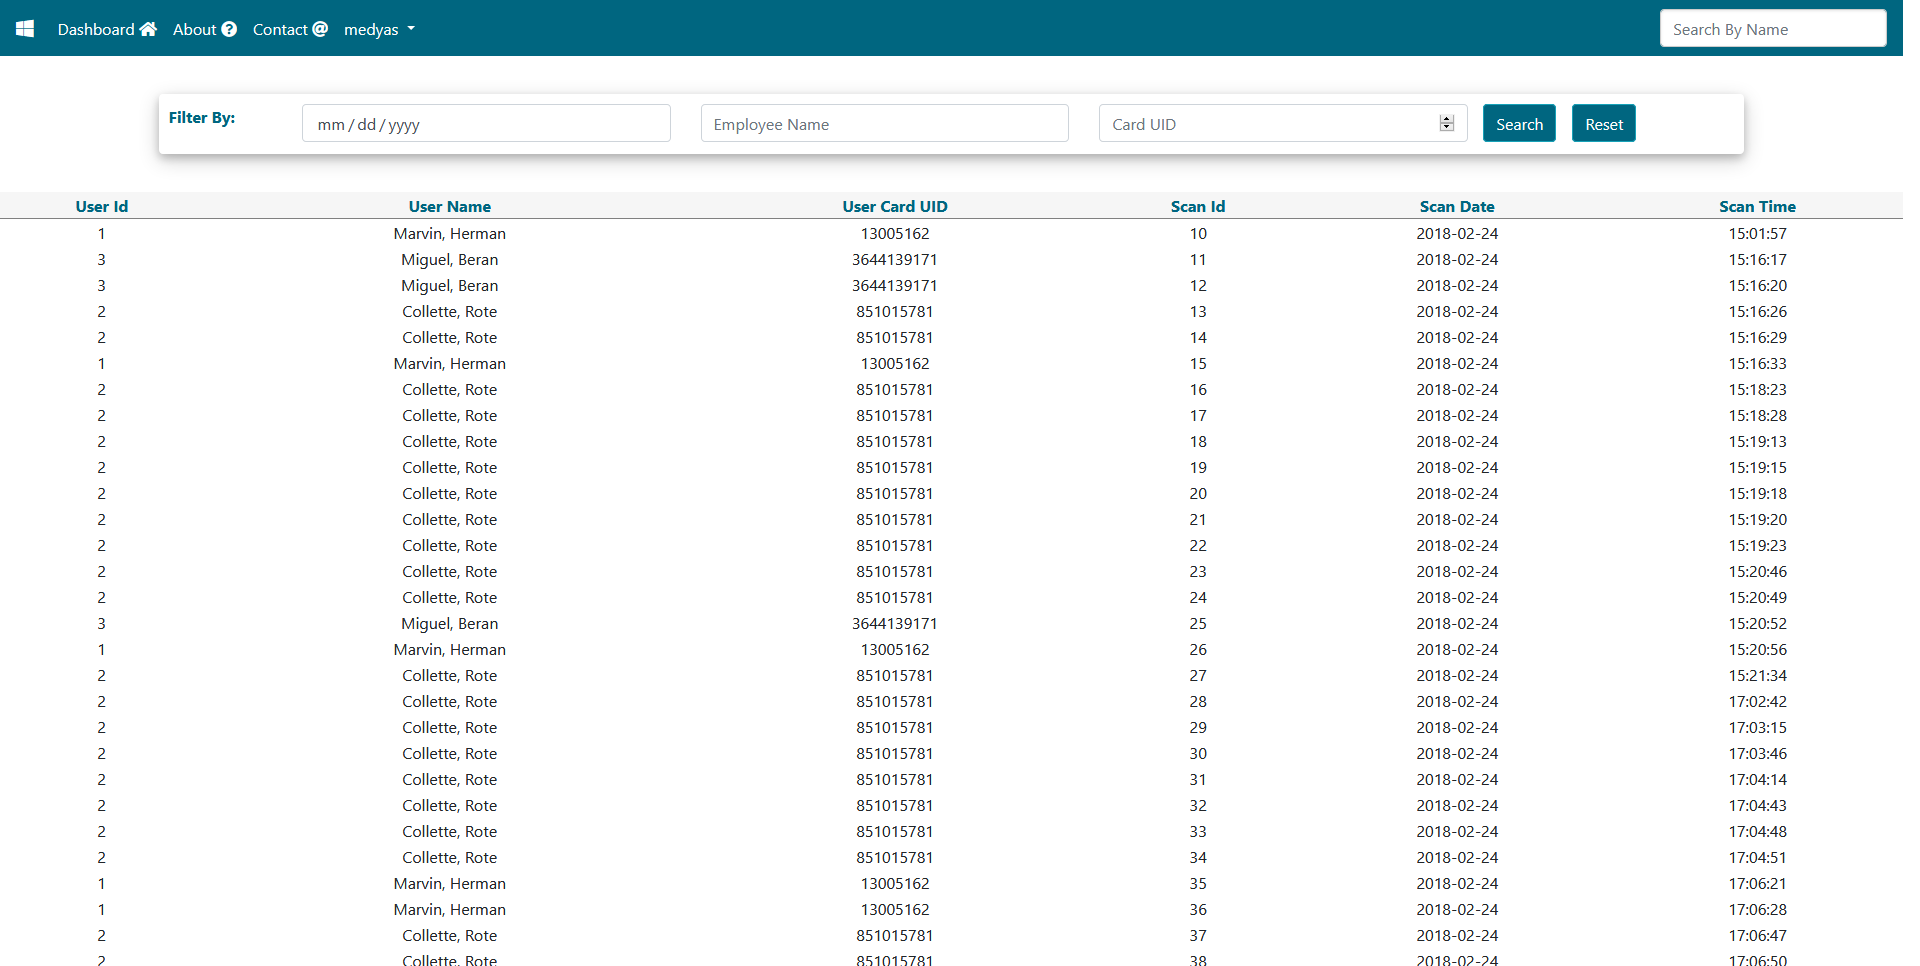 Dashboard About Contact medyas Search By Name
Filter By: mm/dd/yyyy Employee Name Card UID Search Reset
User Id User Name User Card UID Scan Id Scan Date Scan Time
1 Marvin, Herman 13005162 10 2018-02-24 15:01:57
3 Miguel, Beran 3644139171 11 2018-02-24 15:16:17
3 Miguel, Beran 3644139171 12 2018-02-24 15:16:20
2 Collette, Rote 851015781 13 2018-02-24 15:16:26
2 Collette, Rote 851015781 14 2018-02-24 15:16:29
1 Marvin, Herman 13005162 15 2018-02-24 15:16:33
2 Collette, Rote 851015781 16 2018-02-24 15:18:23
2 Collette, Rote 851015781 17 2018-02-24 15:18:28
2 Collette, Rote 851015781 18 2018-02-24 15:19:13
2 Collette, Rote 851015781 19 2018-02-24 15:19:15
2 Collette, Rote 851015781 20 2018-02-24 15:19:18
2 Collette, Rote 851015781 21 2018-02-24 15:19:20
2 Collette, Rote 851015781 22 2018-02-24 15:19:23
2 Collette, Rote 851015781 23 2018-02-24 15:20:46
2 Collette, Rote 851015781 24 2018-02-24 15:20:49
3 Miguel, Beran 3644139171 25 2018-02-24 15:20:52
1 Marvin, Herman 13005162 26 2018-02-24 15:20:56
2 Collette, Rote 851015781 27 2018-02-24 15:21:34
2 Collette, Rote 851015781 28 2018-02-24 17:02:42
2 Collette, Rote 851015781 29 2018-02-24 17:03:15
2 Collette, Rote 851015781 30 2018-02-24 17:03:46
2 Collette, Rote 851015781 31 2018-02-24 17:04:14
2 Collette, Rote 851015781 32 2018-02-24 17:04:43
2 Collette, Rote 851015781 33 2018-02-24 17:04:48
2 Collette, Rote 851015781 34 2018-02-24 17:04:51
1 Marvin, Herman 13005162 35 2018-02-24 17:06:21
1 Marvin, Herman 13005162 36 2018-02-24 17:06:28
2 Collette, Rote 851015781 37 2018-02-24 17:06:47
2 Collette, Rote 851015781 38 2018-02-24 17:06:50